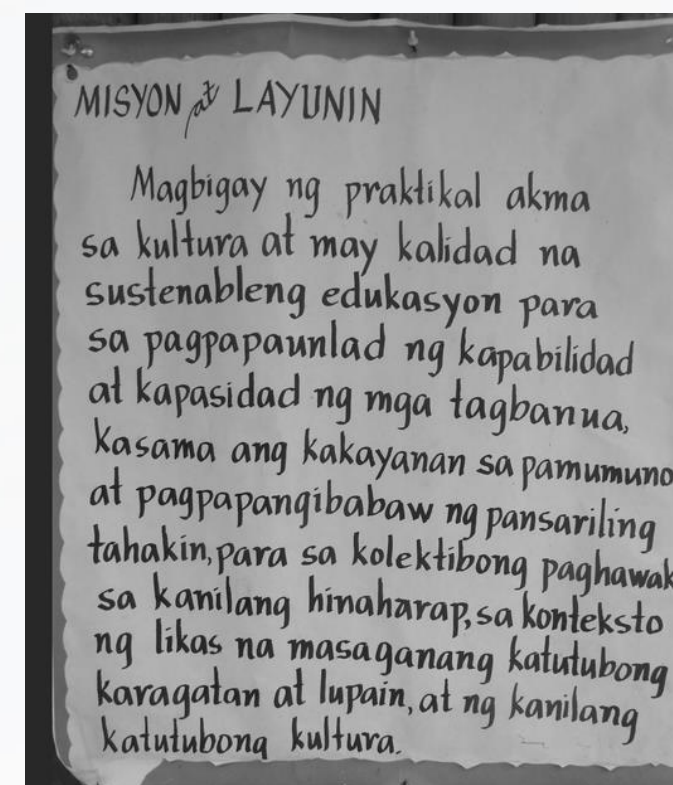 MISYON at LAYUNIN
Magbigay ng praktikal akma
sa kultura at may kalidad na
sustenableng edukasyon para
sa pagpapaunlad ng kapabilidad
at kapasidad ng mga tagbanua,
kasama ang kakayanan sa pamumuno
at pagpapangibabaw ng pansariling
tahakin, para sa kolektibong paghawak
sa kanilang hinaharap, sa konteksto
ng likas na masaganang katutubong
karagatan at lupain, at ng kanilang
katutubong kultura.